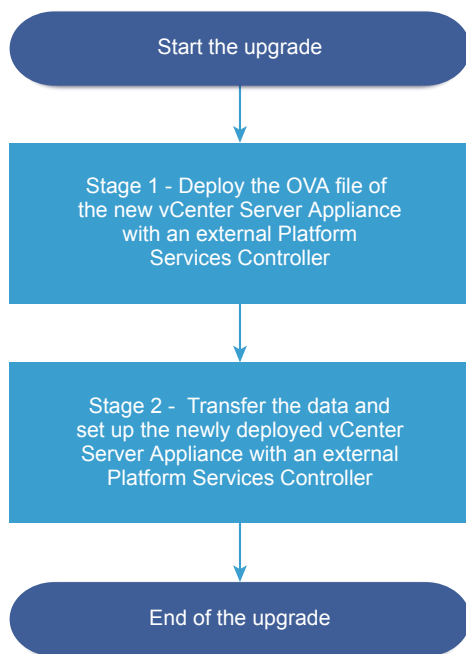 Start the upgrade
Stage 1 - Deploy the OVA file of
the new vCenter Server Appliance
with an external Platform
Services Controller
Stage 2 - Transfer the data and
set up the newly deployed vCenter
Server Appliance with an external
Platform Services Controller
End of the upgrade